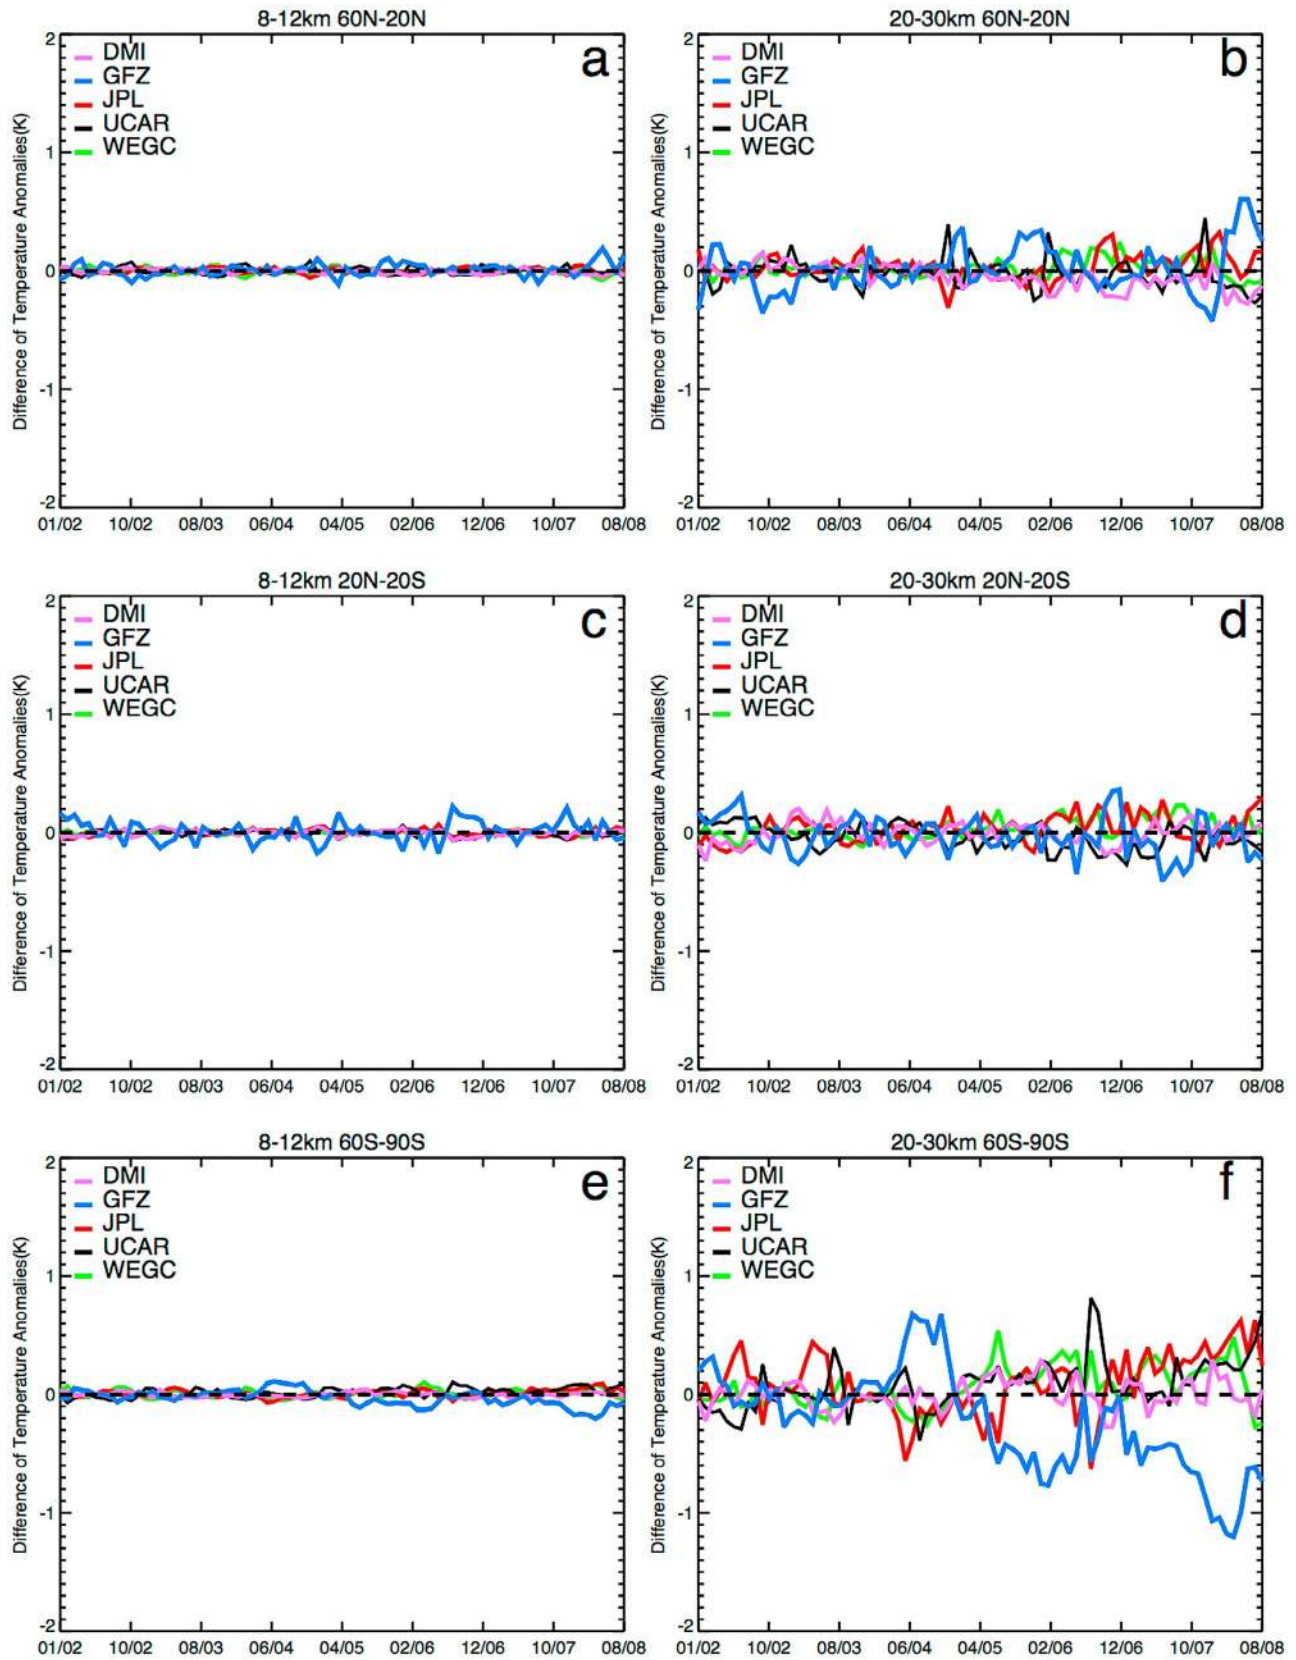 8-12km 60N-20N
a
DMI
GFZ
JPL
UCAR
WEGC
Difference of Temperature Anomalies(K)
2
1
0
-1
-2
01/02 10/02 08/03 06/04 04/05 02/06 12/06 10/07 08/08
20-30km 60N-20N
b
DMI
GFZ
JPL
UCAR
WEGC
Difference of Temperature Anomalies(K)
2
1
0
-1
-2
01/02 10/02 08/03 06/04 04/05 02/06 12/06 10/07 08/08
8-12km 20N-20S
c
DMI
GFZ
JPL
UCAR
WEGC
Difference of Temperature Anomalies(K)
2
1
0
-1
-2
01/02 10/02 08/03 06/04 04/05 02/06 12/06 10/07 08/08
20-30km 20N-20S
d
DMI
GFZ
JPL
UCAR
WEGC
Difference of Temperature Anomalies(K)
2
1
0
-1
-2
01/02 10/02 08/03 06/04 04/05 02/06 12/06 10/07 08/08
8-12km 60S-90S
e
DMI
GFZ
JPL
UCAR
WEGC
Difference of Temperature Anomalies(K)
2
1
0
-1
-2
01/02 10/02 08/03 06/04 04/05 02/06 12/06 10/07 08/08
20-30km 60S-90S
f
DMI
GFZ
JPL
UCAR
WEGC
Difference of Temperature Anomalies(K)
2
1
0
-1
-2
01/02 10/02 08/03 06/04 04/05 02/06 12/06 10/07 08/08